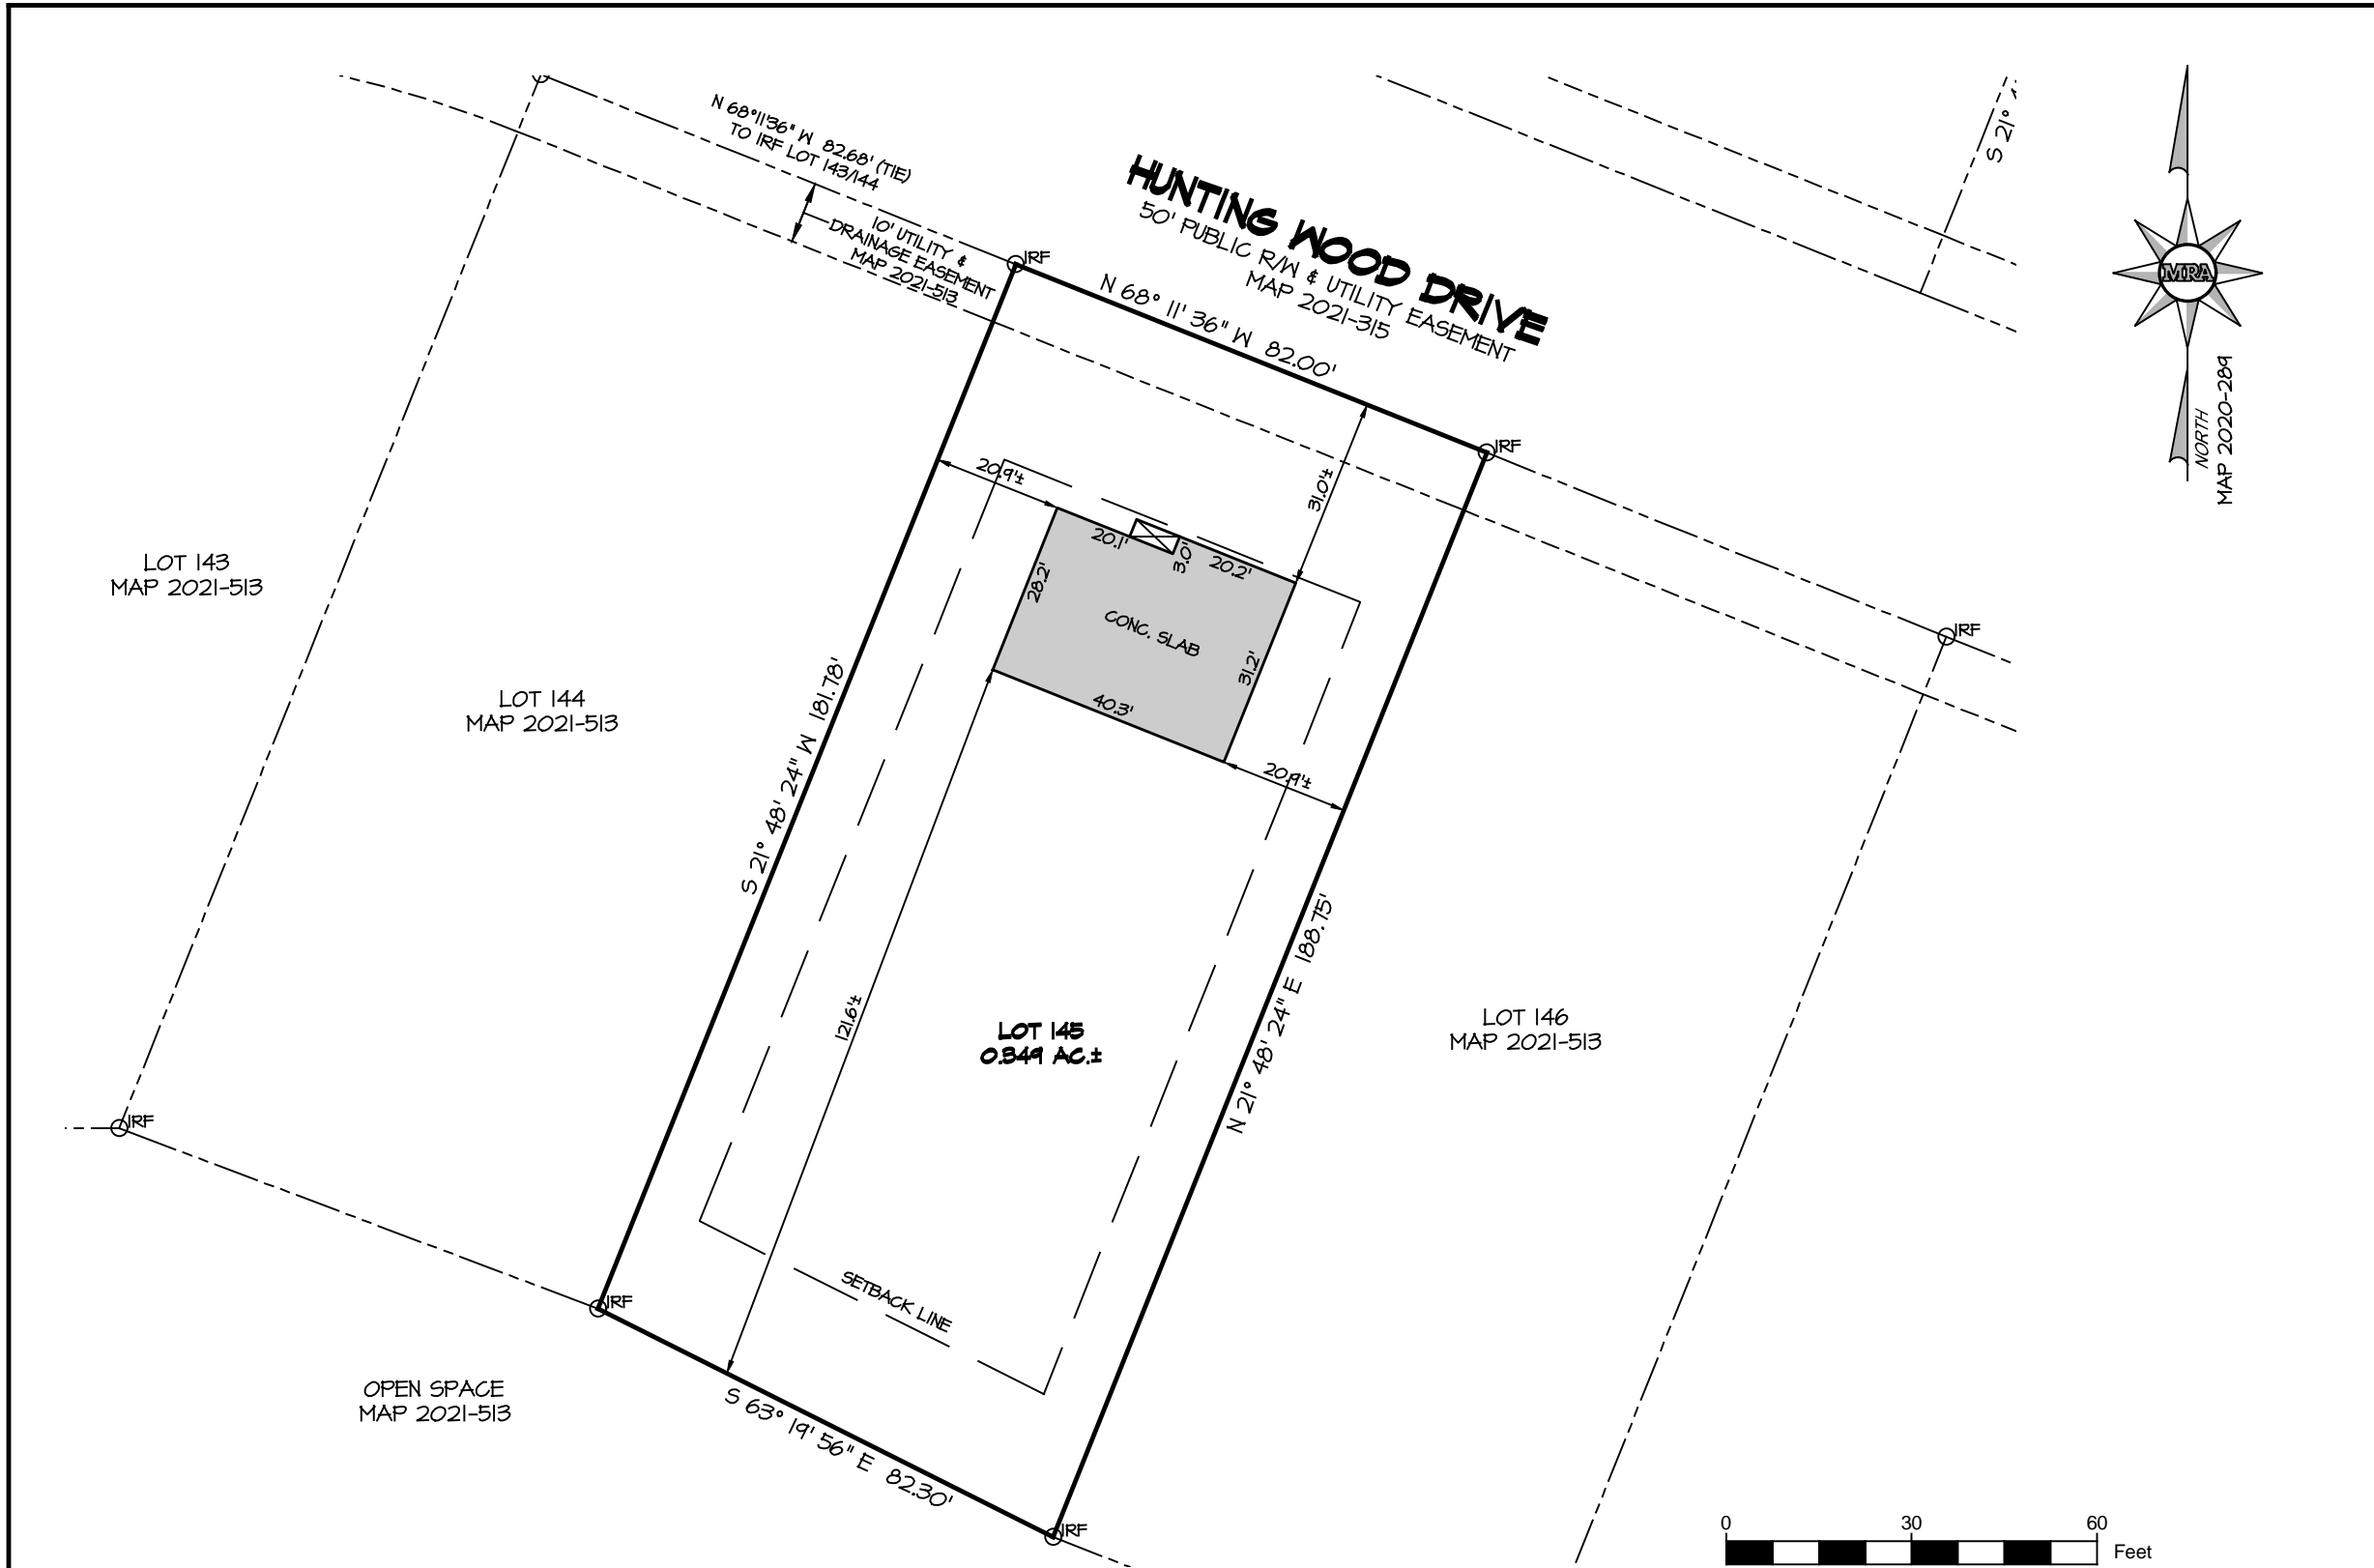 N 68°11'36" W 82.68' (TIE)
TO IRF LOT 143/144
10' UTILITY &
DRAINAGE EASEMENT
MAP 2021-513
IRF
HUNTING WOOD DRIVE
50' PUBLIC R/W & UTILITY EASEMENT
MAP 2021-315
N 68° 11' 36" W 82.00'
IRF
S 21°
MRA
NORTH
MAP 2020-289
20.9'±
31.0'±
20.1'
3.0'
20.2'
28.2'
CONC. SLAB
31.2'
40.3'
20.9'±
LOT 143
MAP 2021-513
LOT 144
MAP 2021-513
IRF
S 21° 48' 24" W 181.78'
121.6'±
LOT 145
0.349 AC.±
N 21° 48' 24" E 188.75'
LOT 146
MAP 2021-513
IRF
IRF
SETBACK LINE
OPEN SPACE
MAP 2021-513
S 63° 19' 56" E 82.30'
IRF
0 30 60
Feet